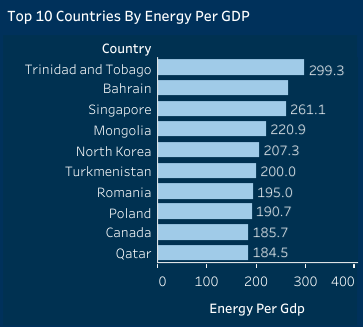 Top 10 Countries By Energy Per GDP
Country
Trinidad and Tobago 299.3
Bahrain
Singapore 261.1
Mongolia 220.9
North Korea 207.3
Turkmenistan 200.0
Romania 195.0
Poland 190.7
Canada 185.7
Qatar 184.5
0 100 200 300 400
Energy Per Gdp